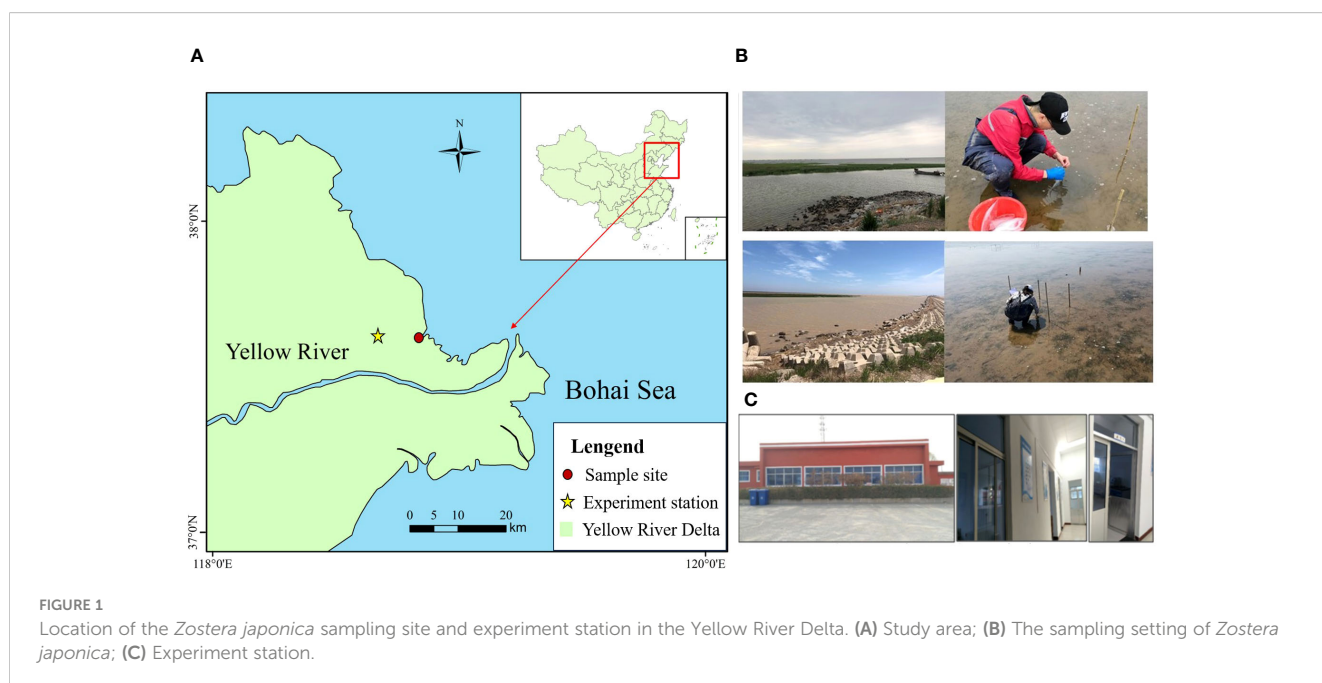 A
B
N
38°0'N
Yellow River
Bohai Sea
Lengend
Sample site
Experiment station
Yellow River Delta
0 5 10 20
km
37°0'N
118°0'E
120°0'E
C
FIGURE 1
Location of the Zostera japonica sampling site and experiment station in the Yellow River Delta. (A) Study area; (B) The sampling setting of Zostera
japonica; (C) Experiment station.